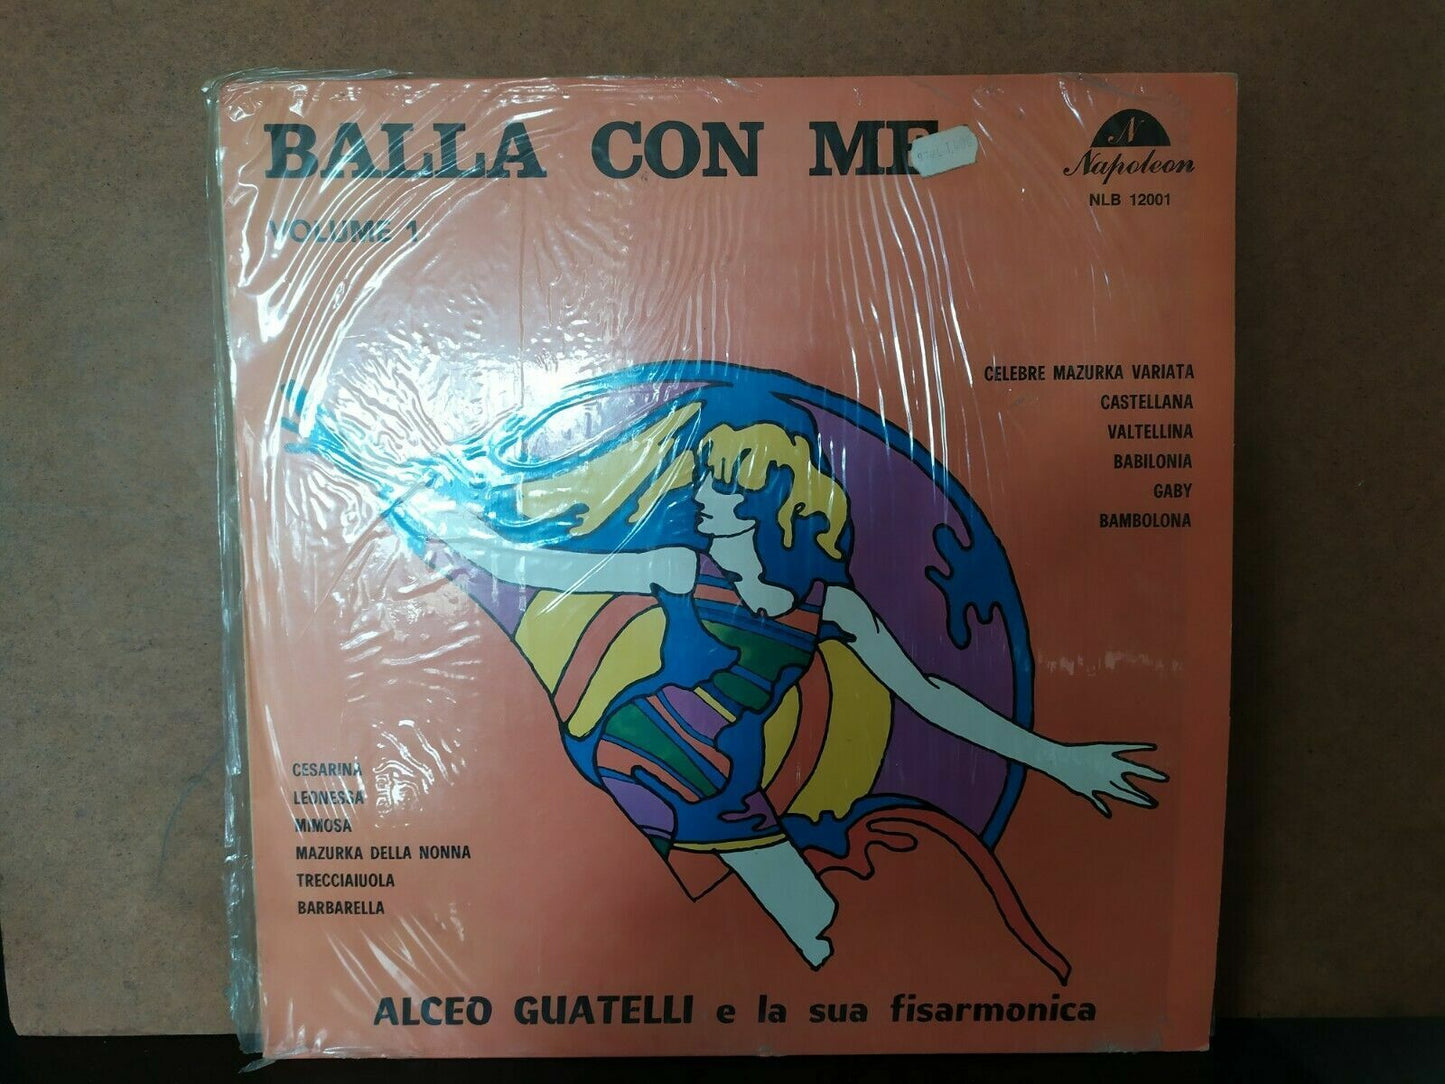 BALLA CON ME
N
Napoleon
NLB 12001
VOLUME 1
CELEBRE MAZURKA VARIATA
CASTELLANA
VALTELLINA
BABILONIA
GABY
BAMBOLONA
CESARINA
LEONESSA
MIMOSA
MAZURKA DELLA NONNA
TRECCIAIUOLA
BARBARELLA
ALCEO GUATELLI e la sua fisarmonica